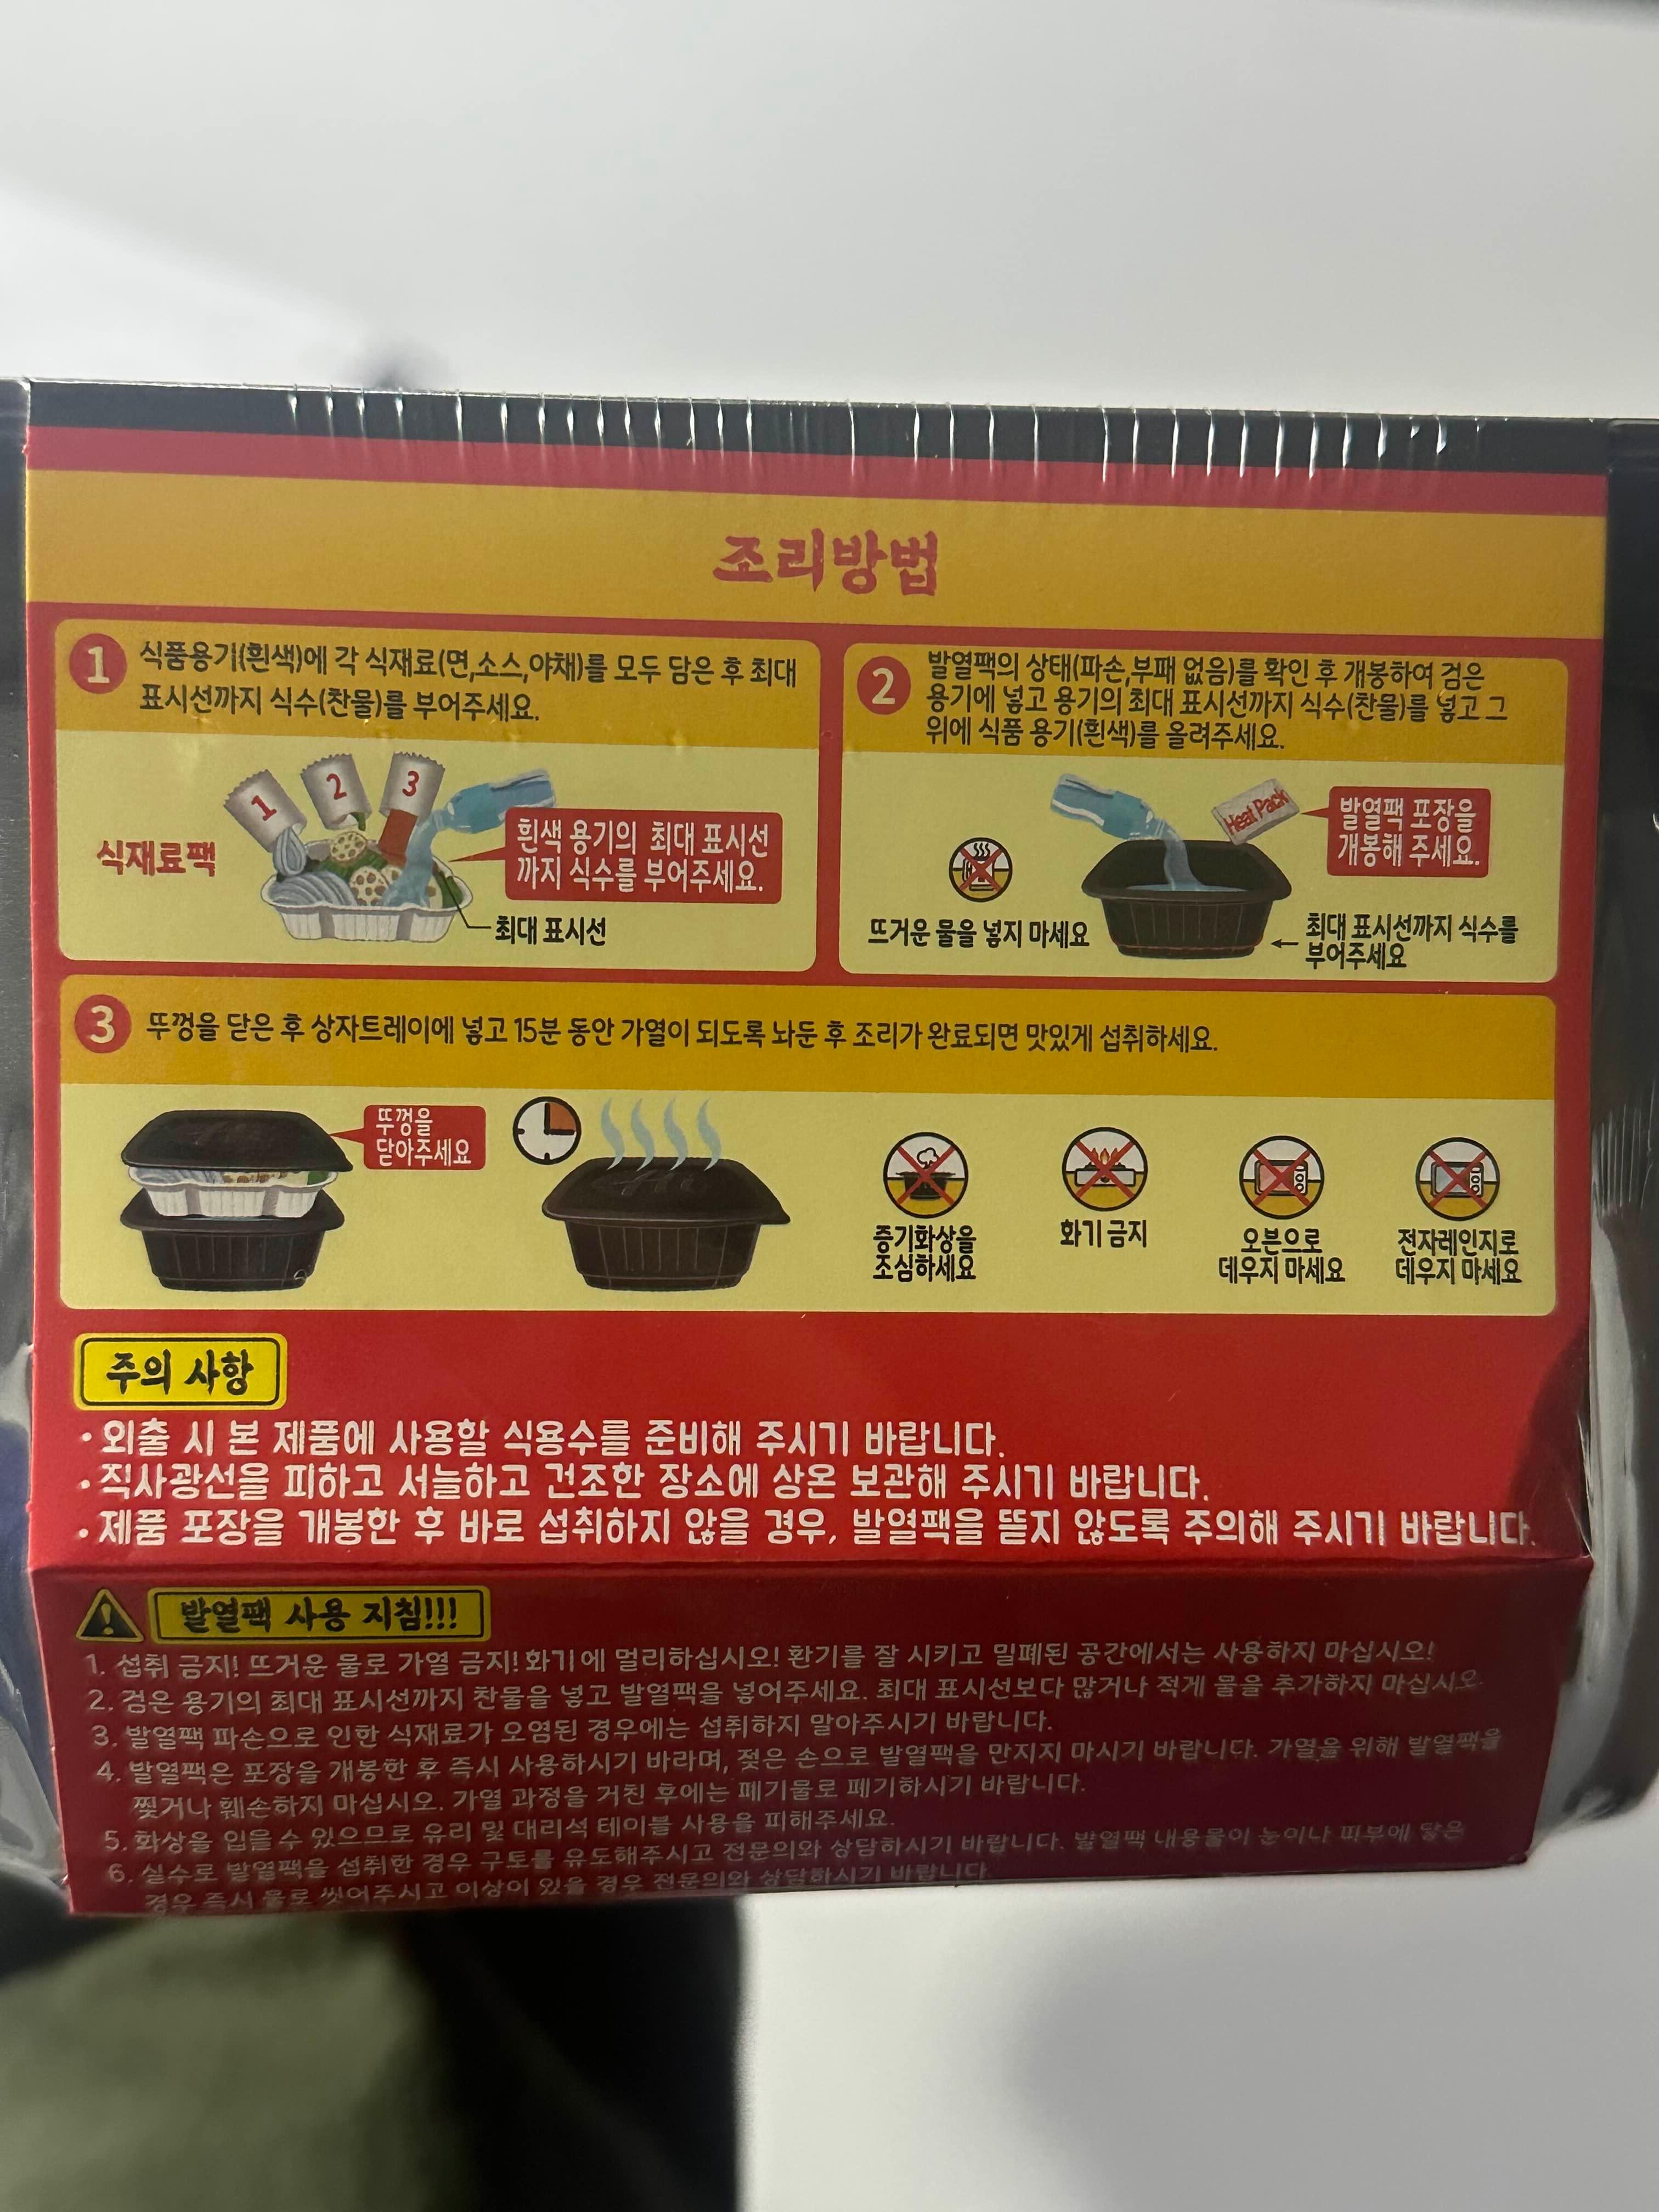 조리방법
1 식품용기(흰색)에 각 식재료(면,소스,야채)를 모두 담은 후 최대
표시선까지 식수(찬물)를 부어주세요.
1 2 3
식재료팩
흰색 용기의 최대 표시선
까지 식수를 부어주세요.
최대 표시선
2 발열팩의 상태(파손,부패 없음)를 확인 후 개봉하여 검은
용기에 넣고 용기의 최대 표시선까지 식수(찬물)를 넣고 그
위에 식품 용기(흰색)를 올려주세요.
Heat Pack
발열팩 포장을
개봉해 주세요.
뜨거운 물을 넣지 마세요
최대 표시선까지 식수를
부어주세요
3 뚜껑을 닫은 후 상자트레이에 넣고 15분 동안 가열이 되도록 놔둔 후 조리가 완료되면 맛있게 섭취하세요.
뚜껑을
닫아주세요
Hi
증기화상을
조심하세요
화기 금지
오븐으로
데우지 마세요
전자레인지로
데우지 마세요
주의 사항
• 외출 시 본 제품에 사용할 식용수를 준비해 주시기 바랍니다.
• 직사광선을 피하고 서늘하고 건조한 장소에 상온 보관해 주시기 바랍니다.
• 제품 포장을 개봉한 후 바로 섭취하지 않을 경우, 발열팩을 뜯지 않도록 주의해 주시기 바랍니다.
발열팩 사용 지침!!!
1. 섭취 금지! 뜨거운 물로 가열 금지! 화기에 멀리하십시오! 환기를 잘 시키고 밀폐된 공간에서는 사용하지 마십시오!
2. 검은 용기의 최대 표시선까지 찬물을 넣고 발열팩을 넣어주세요. 최대 표시선보다 많거나 적게 물을 추가하지 마십시오.
3. 발열팩 파손으로 인한 식재료가 오염된 경우에는 섭취하지 말아주시기 바랍니다.
4. 발열팩은 포장을 개봉한 후 즉시 사용하시기 바라며, 젖은 손으로 발열팩을 만지지 마시기 바랍니다. 가열을 위해 발열팩을
찢거나 훼손하지 마십시오. 가열 과정을 거친 후에는 폐기물로 폐기하시기 바랍니다.
5. 화상을 입을 수 있으므로 유리 및 대리석 테이블 사용을 피해주세요.
6. 실수로 발열팩을 섭취한 경우 구토를 유도해주시고 전문의와 상담하시기 바랍니다. 발열팩 내용물이 눈이나 피부에 닿은
경우 즉시 물로 씻어주시고 이상이 있을 경우 전문의와 상담하시기 바랍니다.